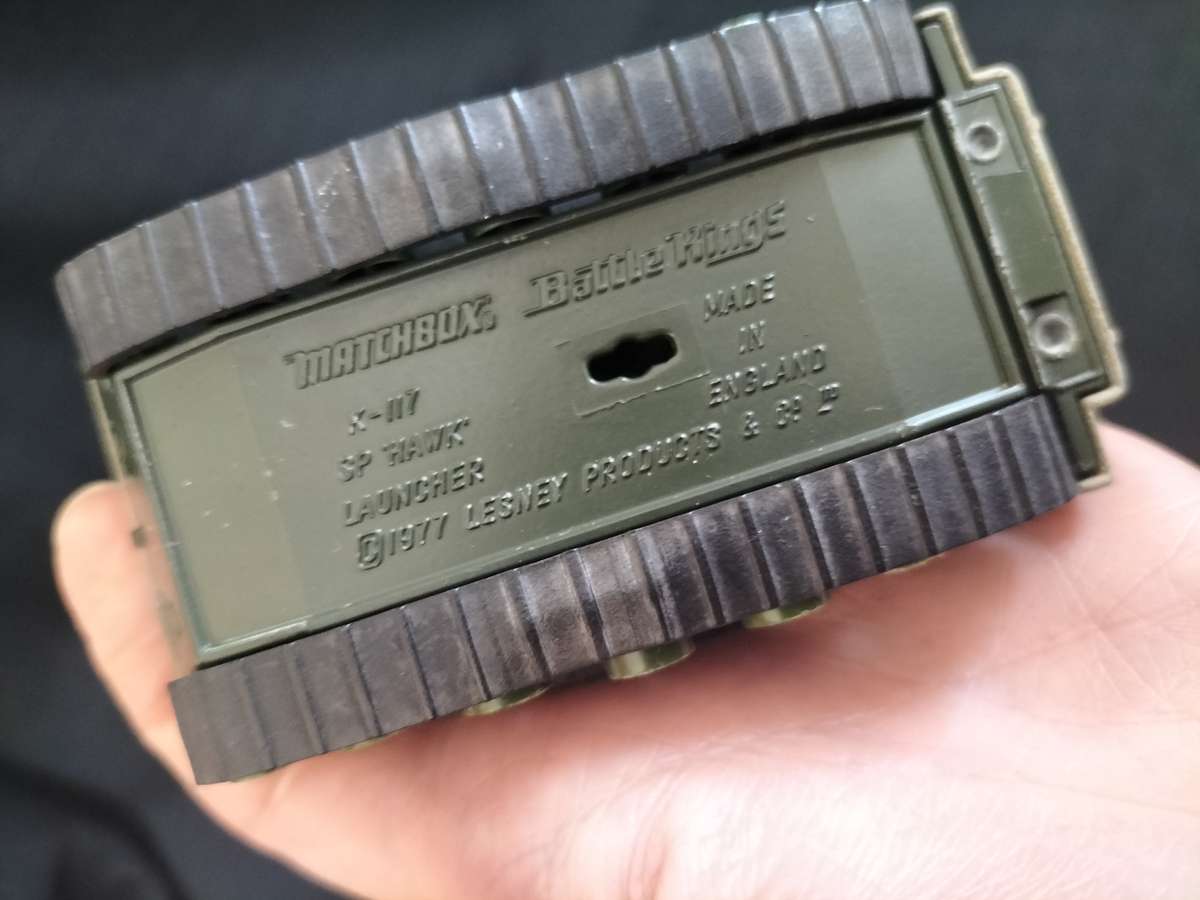 MATCHBOX® Battle Kings
K-117
SP "HAWK"
LAUNCHER
MADE
IN
ENGLAND
©1977 LESNEY PRODUCTS & CO LTD